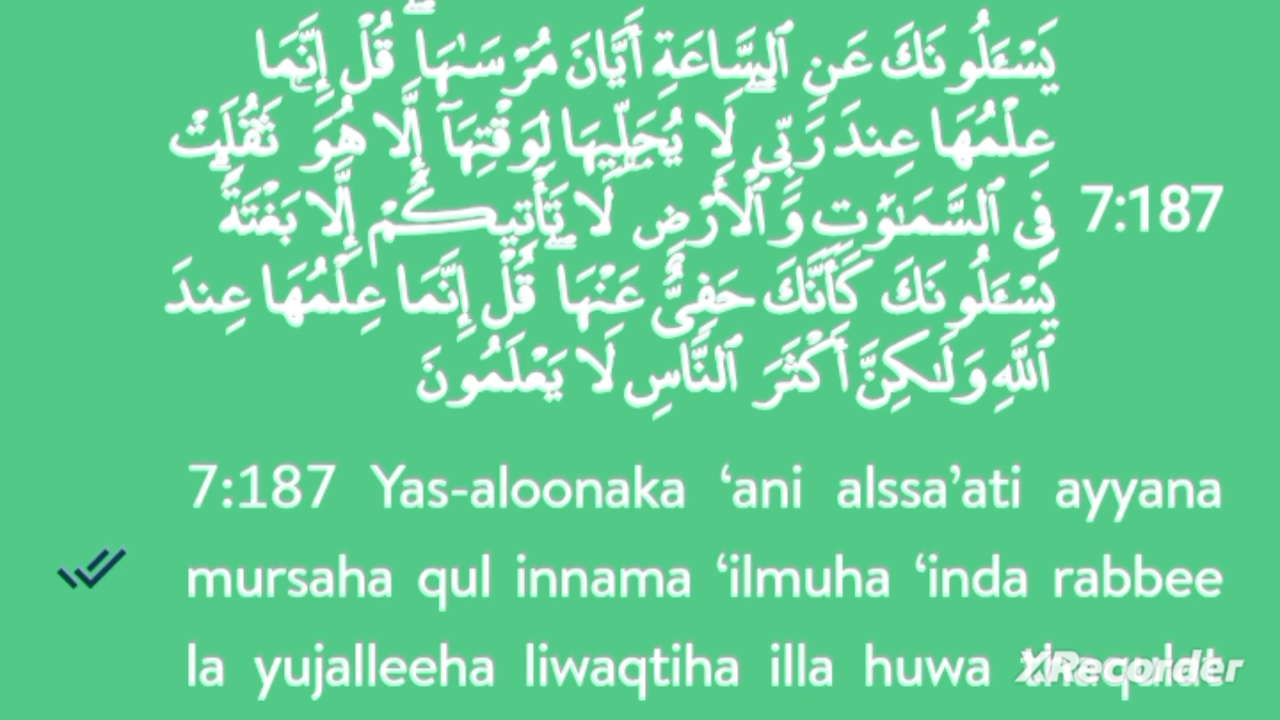 يَسْـَٔلُونَكَ عَنِ ٱلسَّاعَةِ أَيَّانَ مُرْسَىٰهَا ۖ قُلْ إِنَّمَا
عِلْمُهَا عِندَ رَبِّى ۖ لَا يُجَلِّيهَا لِوَقْتِهَآ إِلَّا هُوَ ۚ ثَقُلَتْ
فِى ٱلسَّمَـٰوَٰتِ وَٱلْأَرْضِ ۚ لَا تَأْتِيكُمْ إِلَّا بَغْتَةً ۗ
7:187
يَسْـَٔلُونَكَ كَأَنَّكَ حَفِىٌّ عَنْهَا ۖ قُلْ إِنَّمَا عِلْمُهَا عِندَ
ٱللَّهِ وَلَـٰكِنَّ أَكْثَرَ ٱلنَّاسِ لَا يَعْلَمُونَ
7:187 Yas-aloonaka ‘ani alssa’ati ayyana
mursaha qul innama ‘ilmuha ‘inda rabbee
la yujalleeha liwaqtiha illa huwa thaqulat
XRecorder